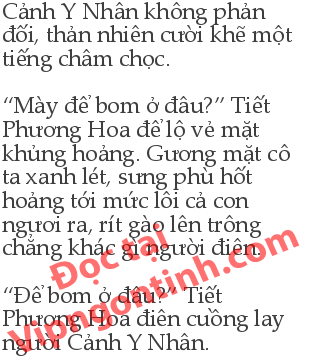 Cảnh Y Nhân không phản
đối, thản nhiên cười khẽ một
tiếng châm chọc.
“Mày để bom ở đâu?” Tiết
Phương Hoa để lộ vẻ mặt
khủng hoảng. Gương mặt cô
ta xanh lét, sưng phù hốt
hoảng tới mức lôi cả con
ngươi ra, rít gào lên trông
chẳng khác gì người điên.
“Để bom ở đâu?” Tiết
Phương Hoa điên cuồng lay
người Cảnh Y Nhân.
Đọc tại
Vipngontinh.com